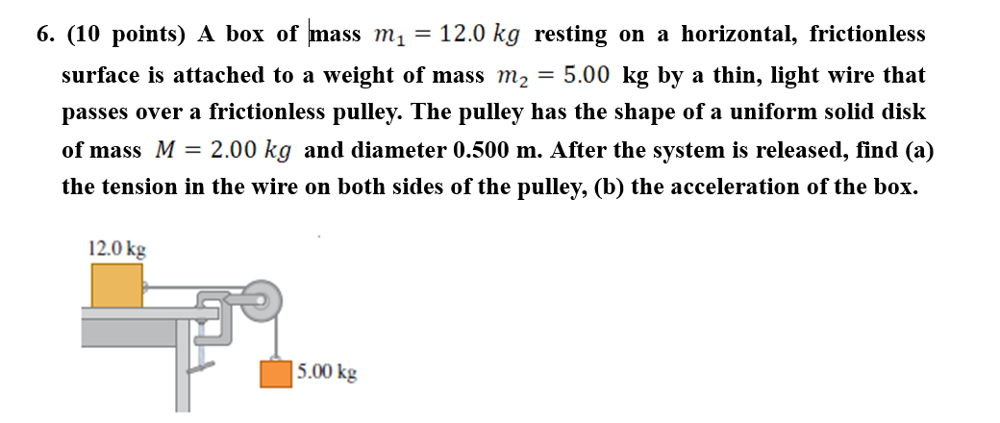 6. (10 points) A box of mass m₁ = 12.0 kg resting on a horizontal, frictionless
surface is attached to a weight of mass m₂ = 5.00 kg by a thin, light wire that
passes over a frictionless pulley. The pulley has the shape of a uniform solid disk
of mass M = 2.00 kg and diameter 0.500 m. After the system is released, find (a)
the tension in the wire on both sides of the pulley, (b) the acceleration of the box.
12.0 kg
5.00 kg